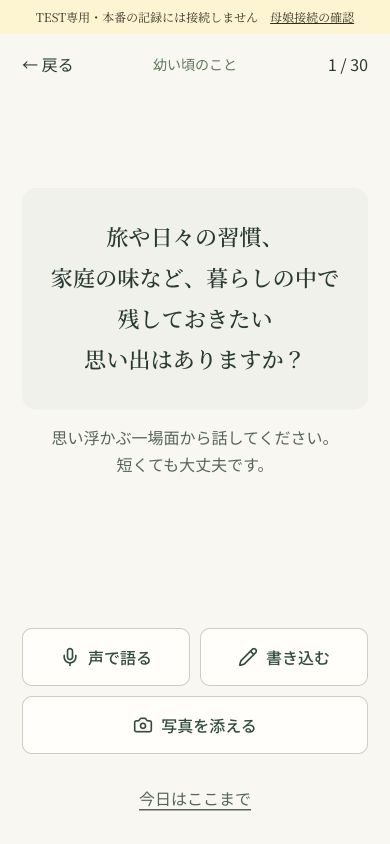 TEST専用・本番の記録には接続しません　母娘接続の確認
← 戻る　幼い頃のこと　1 / 30
旅や日々の習慣、
家庭の味など、暮らしの中で
残しておきたい
思い出はありますか？
思い浮かぶ一場面から話してください。
短くても大丈夫です。
声で語る　書き込む
写真を添える
今日はここまで